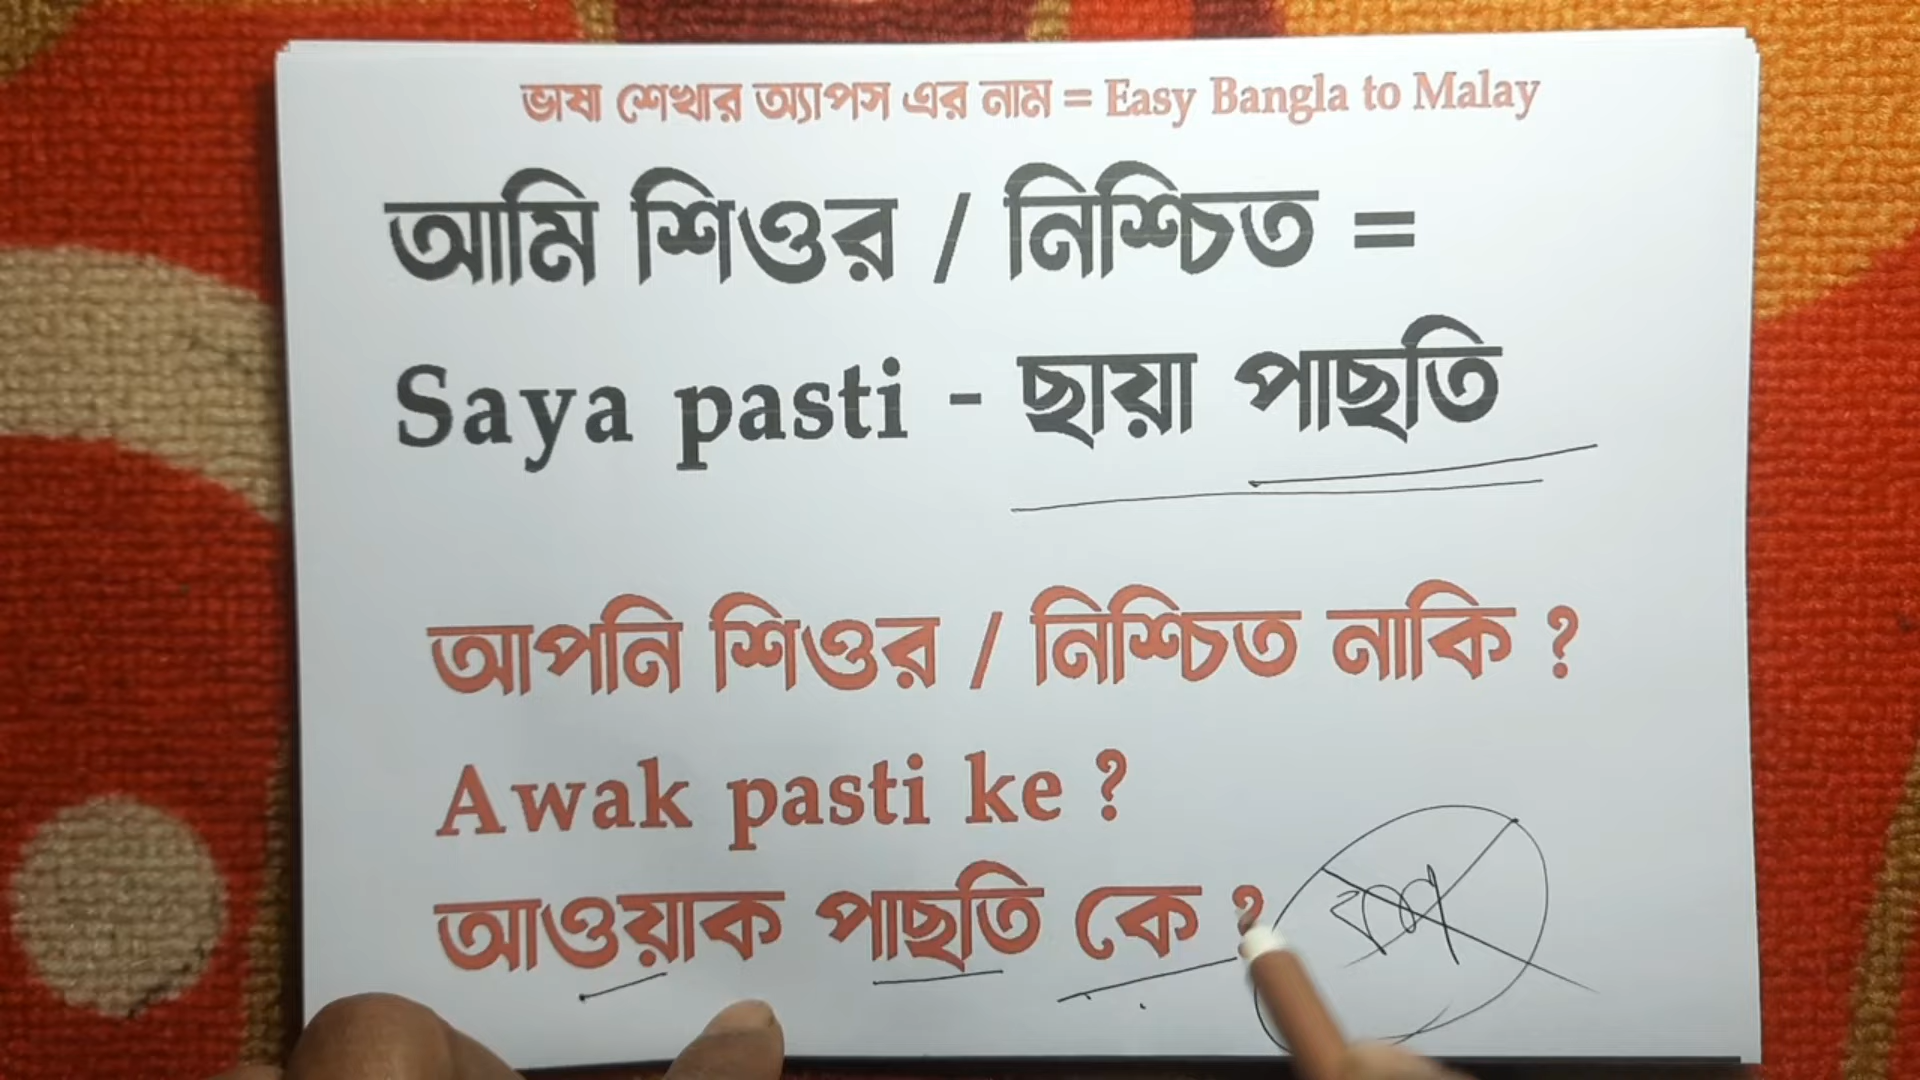 ভাষা শেখার অ্যাপস এর নাম = Easy Bangla to Malay
আমি শিওর / নিশ্চিত =
Saya pasti - ছায়া পাছতি
আপনি শিওর / নিশ্চিত নাকি ?
Awak pasti ke ?
আওয়াক পাছতি কে ?